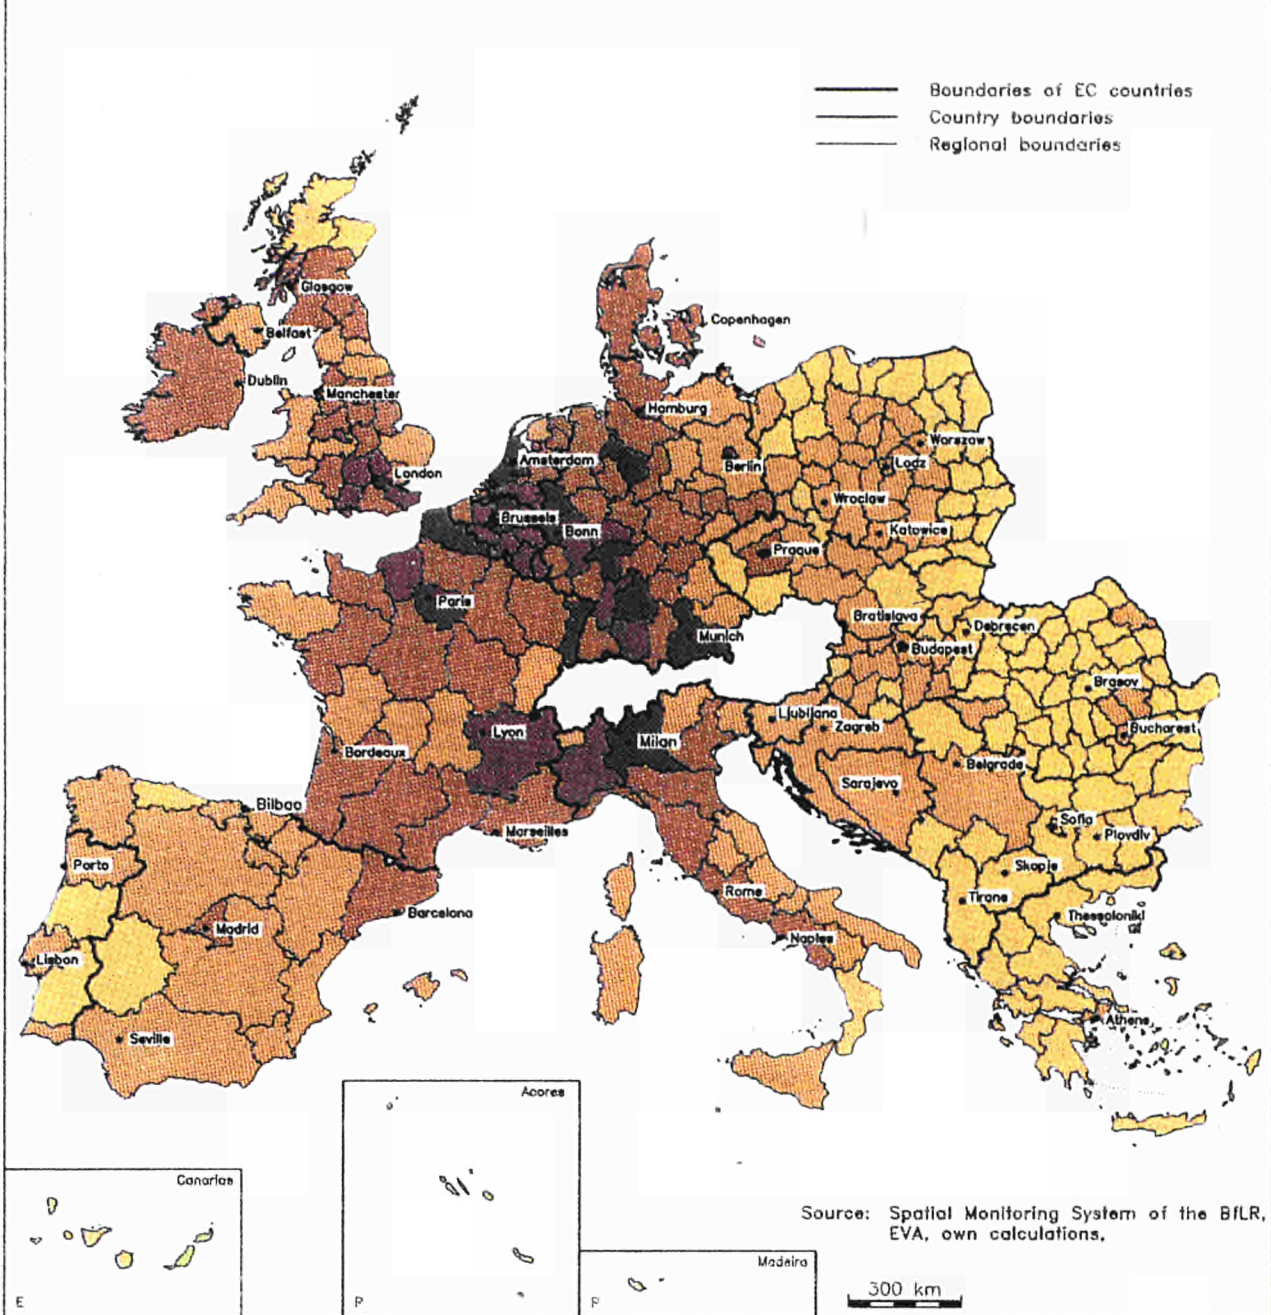 Boundaries of EC countries
Country boundaries
Regional boundaries
Glasgow
Belfast
Copenhagen
Dublin
Manchester
Hamburg
Warszaw
Berlin
Lodz
Amsterdam
London
Wroclaw
Brussels
Bonn
Katowice
Praque
Paris
Bratislava
Debrecen
Munich
Budapest
Brasov
Ljubljana
Zagreb
Bucharest
Lyon
Milan
Bordeaux
Belgrade
Sarajevo
Bilbao
Sofia
Plovdiv
Marseilles
Porto
Skopje
Rome
Tirane
Barcelona
Thessaloniki
Madrid
Naples
Lisbon
Athens
Seville
Acores
Canarias
Source: Spatial Monitoring System of the BfLR,
EVA, own calculations,
Madeira
300 km
E
P
P